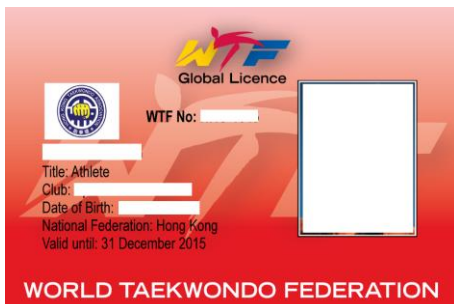 WTF
Global Licence
WTF No:
Title: Athlete
Club:
Date of Birth:
National Federation: Hong Kong
Valid until: 31 December 2015
WORLD TAEKWONDO FEDERATION